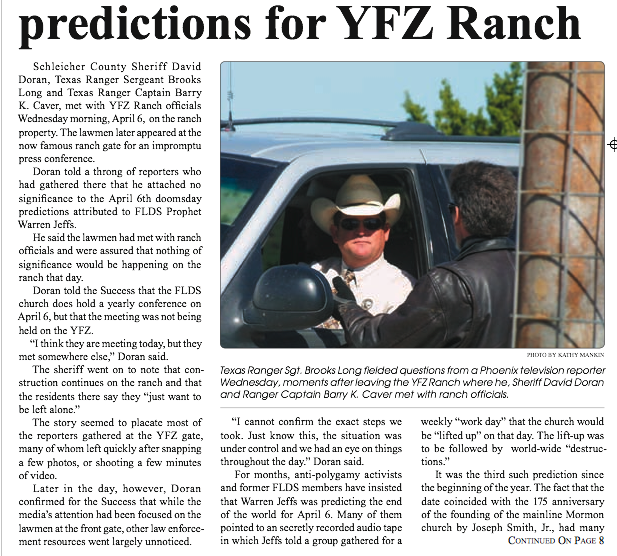 predictions for YFZ Ranch
Schleicher County Sheriff David
Doran, Texas Ranger Sergeant Brooks
Long and Texas Ranger Captain Barry
K. Caver, met with YFZ Ranch officials
Wednesday morning, April 6, on the ranch
property. The lawmen later appeared at the
now famous ranch gate for an impromptu
press conference.
Doran told a throng of reporters who
had gathered there that he attached no
significance to the April 6th doomsday
predictions attributed to FLDS Prophet
Warren Jeffs.
He said the lawmen had met with ranch
officials and were assured that nothing of
significance would be happening on the
ranch that day.
Doran told the Success that the FLDS
church does hold a yearly conference on
April 6, but that the meeting was not being
held on the YFZ.
“I think they are meeting today, but they
met somewhere else,” Doran said.
The sheriff went on to note that con-
struction continues on the ranch and that
the residents there say they “just want to
be left alone.”
The story seemed to placate most of
the reporters gathered at the YFZ gate,
many of whom left quickly after snapping
a few photos, or shooting a few minutes
of video.
Later in the day, however, Doran
confirmed for the Success that while the
media’s attention had been focused on the
lawmen at the front gate, other law enforce-
ment resources went largely unnoticed.
PHOTO BY KATHY MANKIN
Texas Ranger Sgt. Brooks Long fielded questions from a Phoenix television reporter
Wednesday, moments after leaving the YFZ Ranch where he, Sheriff David Doran
and Ranger Captain Barry K. Caver met with ranch officials.
“I cannot confirm the exact steps we
took. Just know this, the situation was
under control and we had an eye on things
throughout the day.” Doran said.
For months, anti-polygamy activists
and former FLDS members have insisted
that Warren Jeffs was predicting the end
of the world for April 6. Many of them
pointed to an secretly recorded audio tape
in which Jeffs told a group gathered for a
weekly “work day” that the church would
be “lifted up” on that day. The lift-up was
to be followed by world-wide “destruc-
tions.”
It was the third such prediction since
the beginning of the year. The fact that the
date coincided with the 175 anniversary
of the founding of the mainline Mormon
church by Joseph Smith, Jr., had many
CONTINUED ON PAGE 8